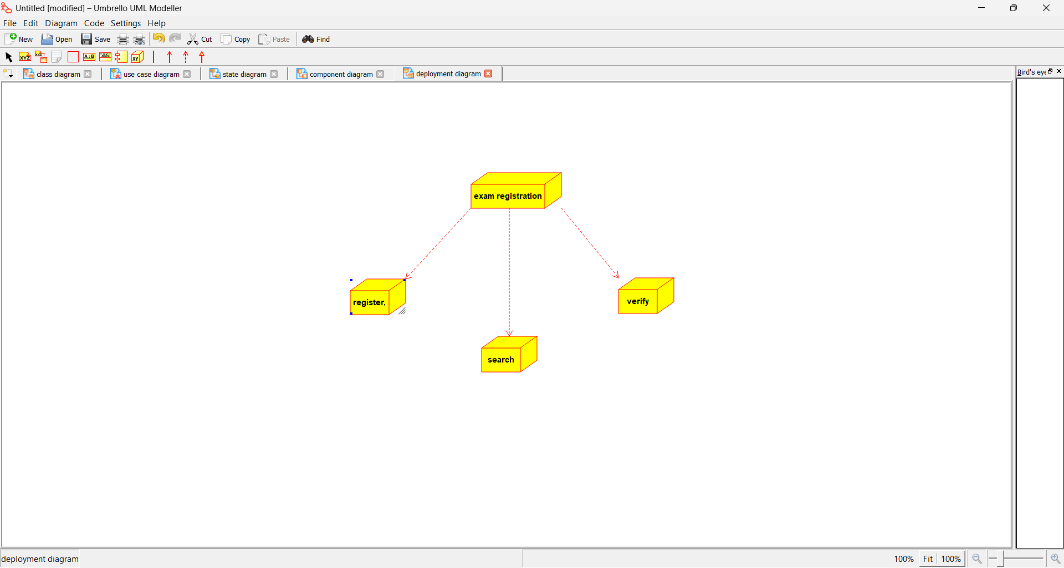 Untitled [modified] – Umbrello UML Modeller
File Edit Diagram Code Settings Help
New Open Save Cut Copy Paste Find
class diagram use case diagram state diagram component diagram deployment diagram
Bird's eye
exam registration
register.
verify
search
deployment diagram
100% Fit 100%